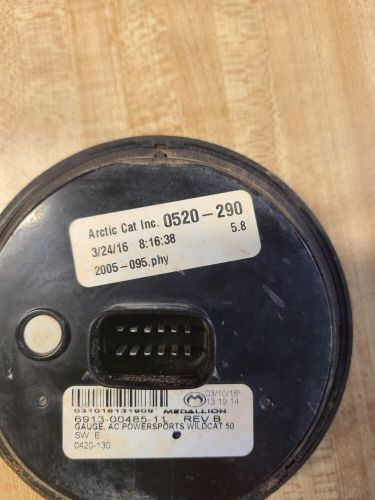 Arctic Cat Inc. 0520-290
3/24/16 8:16:38 5.8
2005-095.phy
03/10/16
13:19:14
031016131909 MEDALLION
6913-00485-11 REV B
GAUGE, AC POWERSPORTS WILDCAT 50
SW E
0420-130